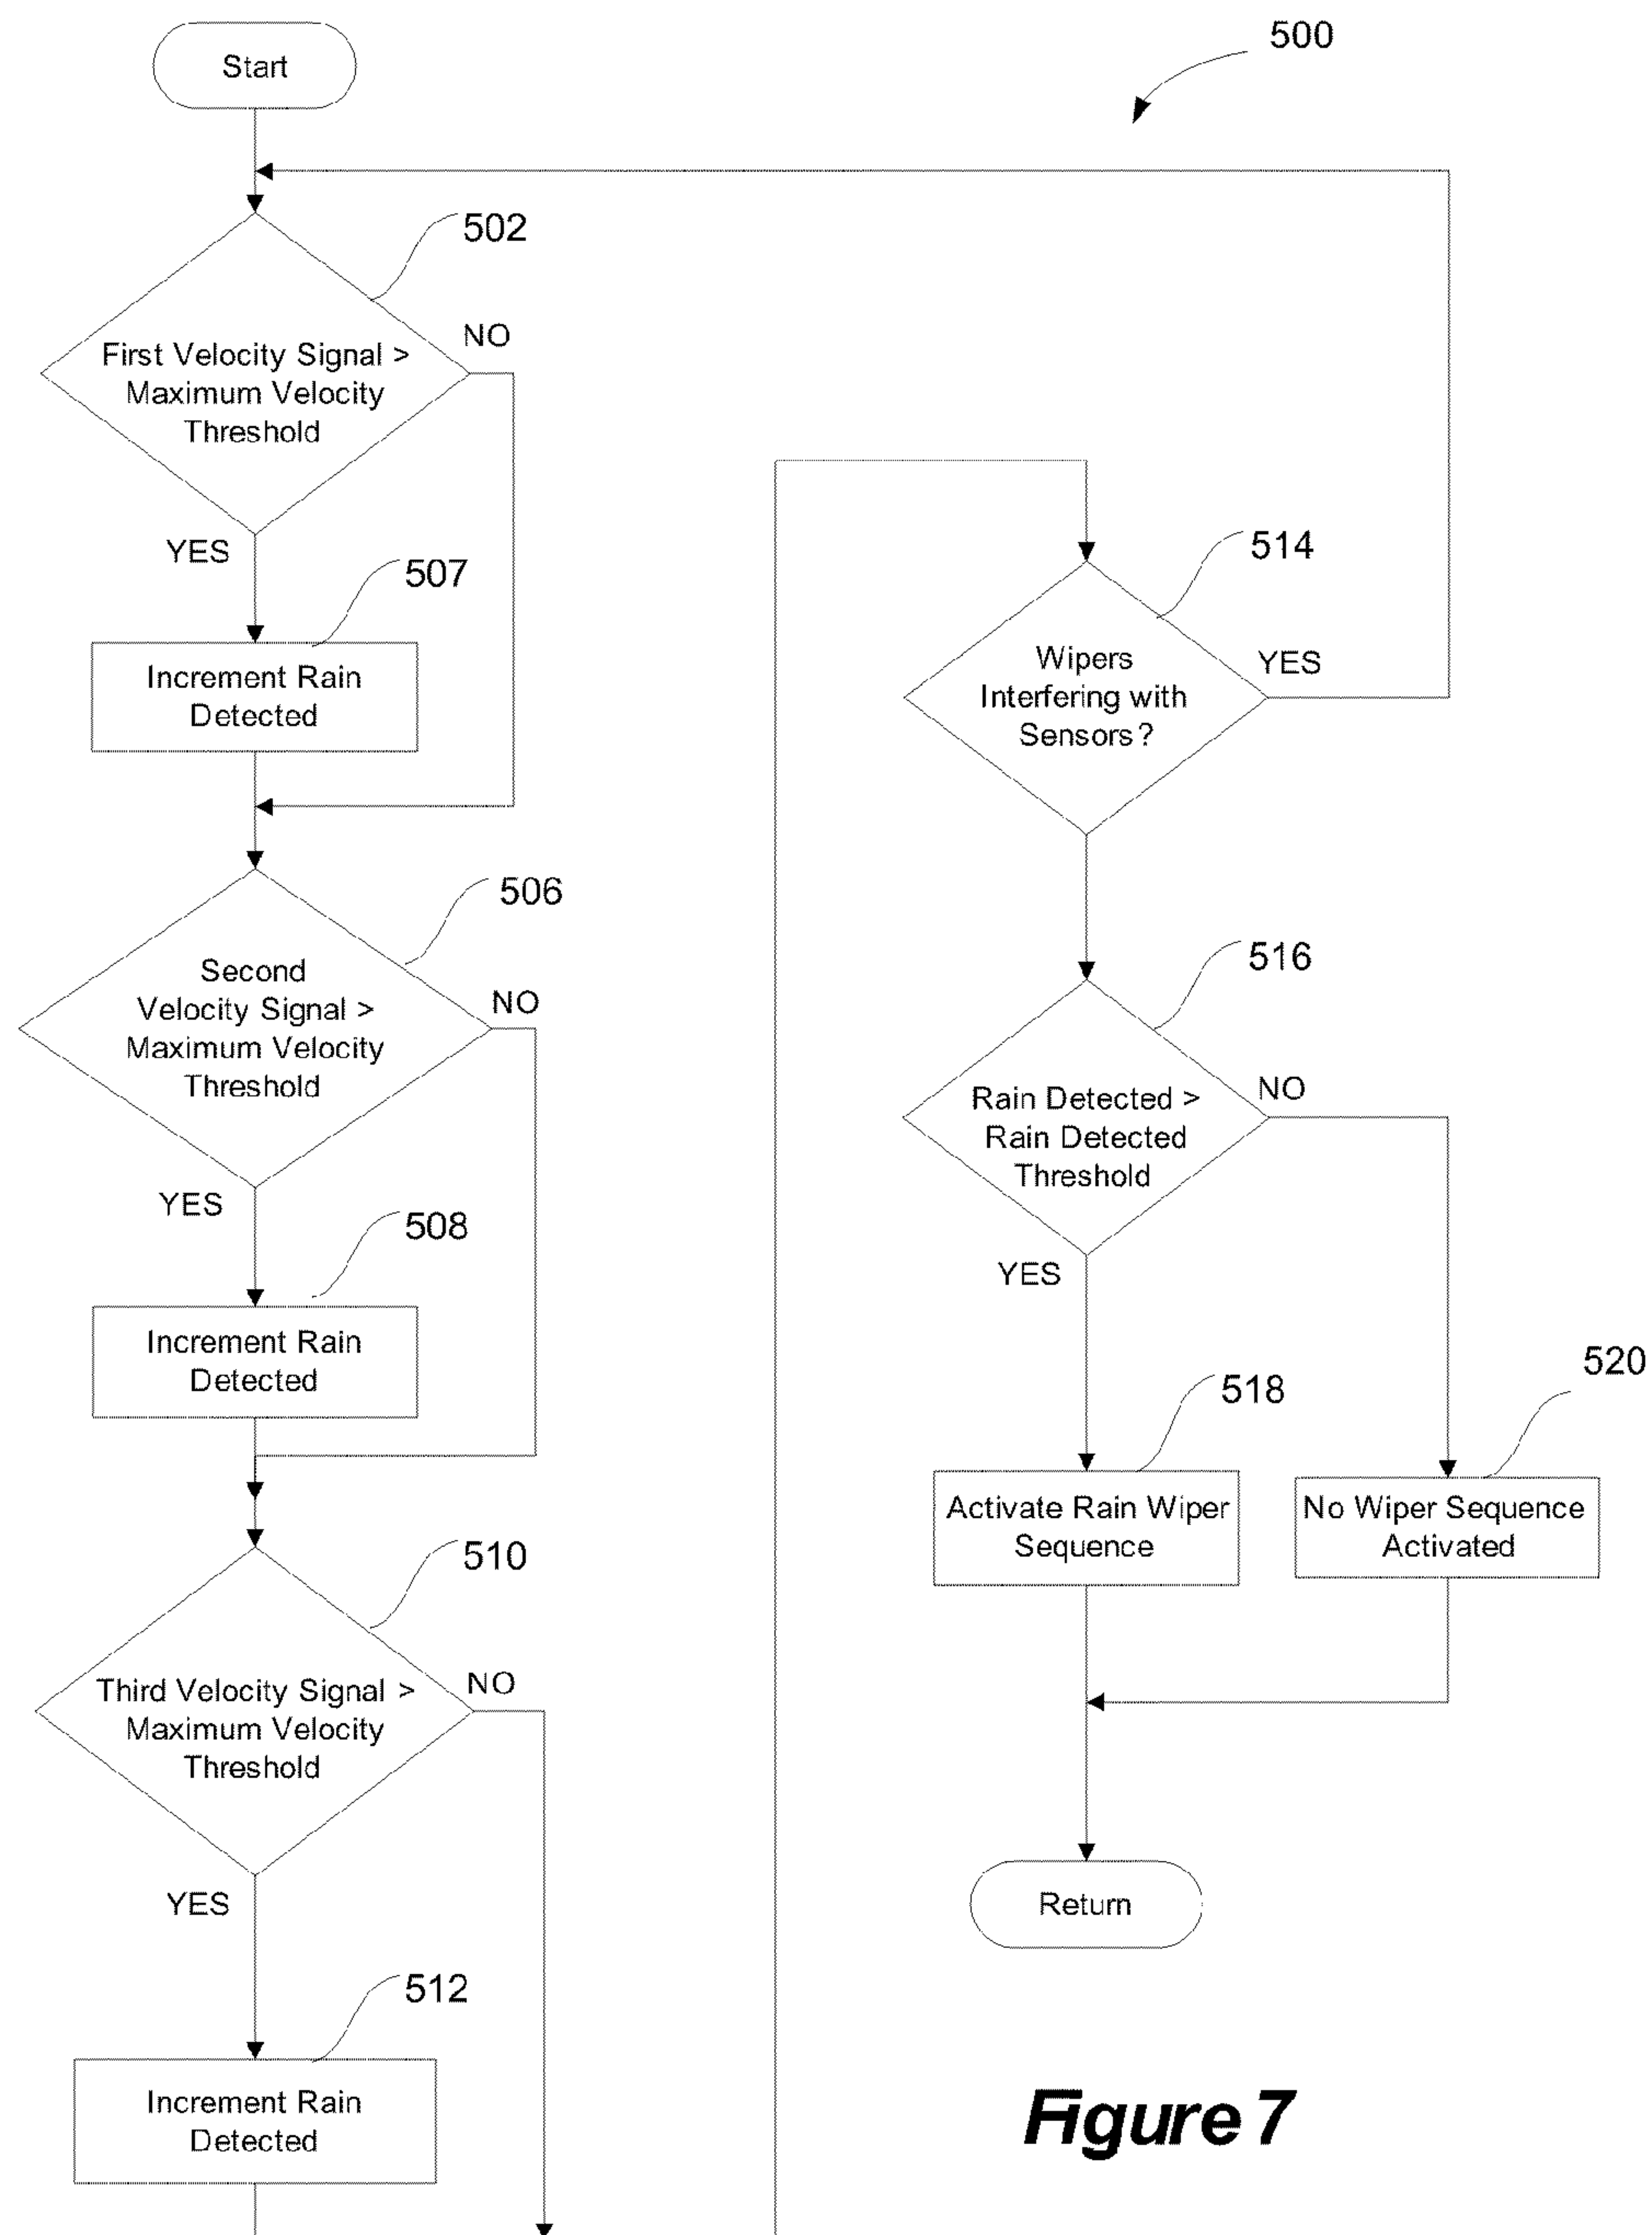 Start
500
502
First Velocity Signal >
Maximum Velocity
Threshold
NO
YES
507
Increment Rain
Detected
506
Second
Velocity Signal >
Maximum Velocity
Threshold
NO
YES
508
Increment Rain
Detected
510
Third Velocity Signal >
Maximum Velocity
Threshold
NO
YES
512
Increment Rain
Detected
514
Wipers
Interfering with
Sensors?
YES
516
Rain Detected >
Rain Detected
Threshold
NO
YES
518
Activate Rain Wiper
Sequence
520
No Wiper Sequence
Activated
Return
Figure 7